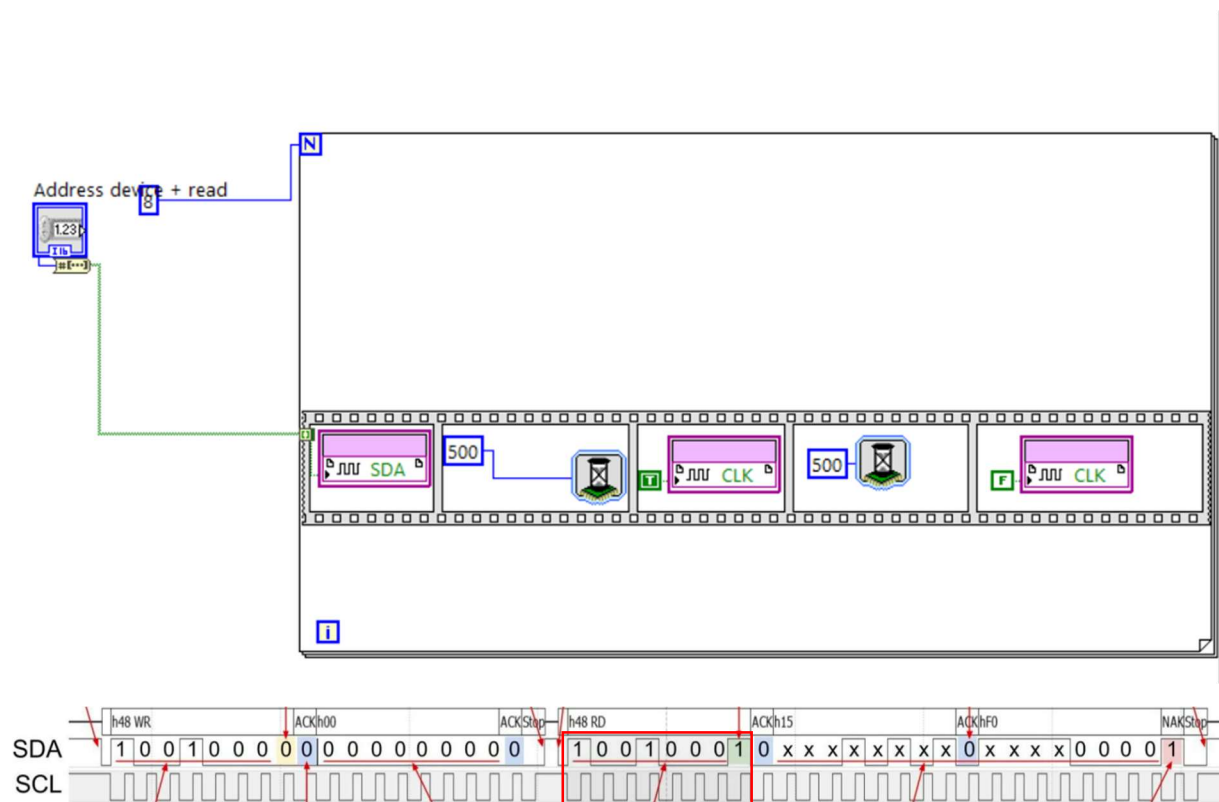 N
Address device + read
8
1.23
I16
#[...]
500
500
SDA
T
CLK
F
CLK
i
h48 WR ACK h00 ACK Stop h48 RD ACK h15 ACK hF0 NAK Stop
SDA 1 0 0 1 0 0 0 0 0 0 0 0 0 0 0 0 0 0 1 0 0 1 0 0 0 1 0 x x x x x x x x 0 x x x x 0 0 0 0 1
SCL